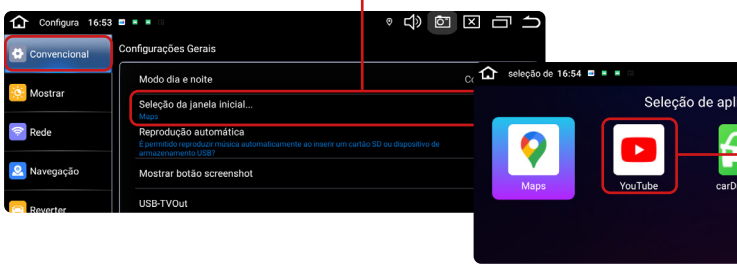 Configura 16:53
Configurações Gerais
Convencional
Mostrar
Rede
Navegação
Reverter
Modo dia e noite
Seleção da janela inicial...
Maps
Reprodução automática
É permitido reproduzir música automaticamente ao inserir um cartão SD ou dispositivo de
armazenamento USB?
Mostrar botão screenshot
USB-TVOut
seleção de 16:54
Seleção de apl
Maps
YouTube